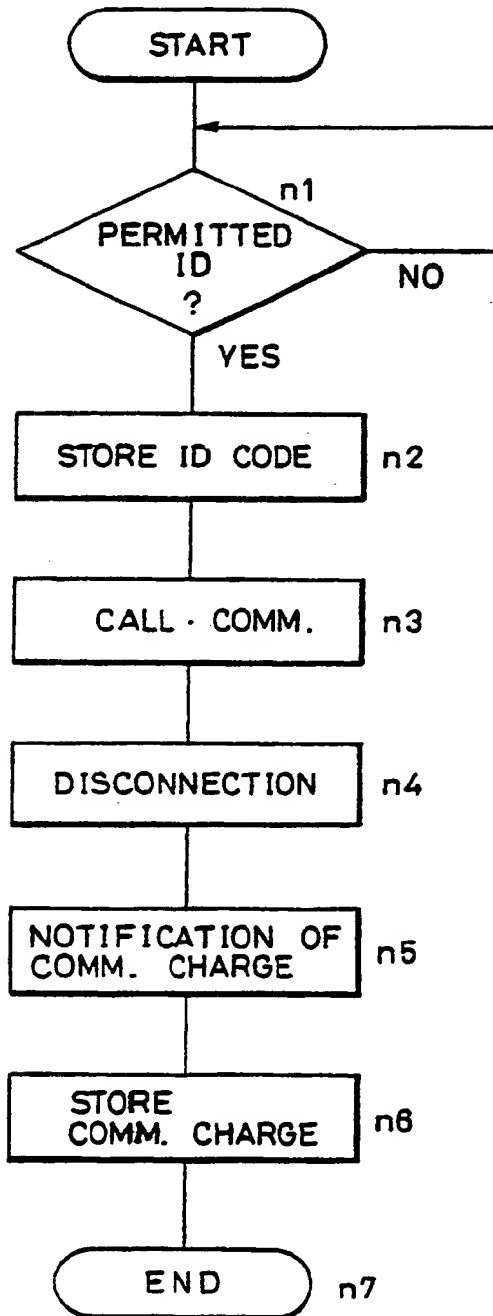 START
n1
PERMITTED
ID
?
NO
YES
STORE ID CODE n2
CALL · COMM. n3
DISCONNECTION n4
NOTIFICATION OF
COMM. CHARGE n5
STORE
COMM. CHARGE n6
END n7